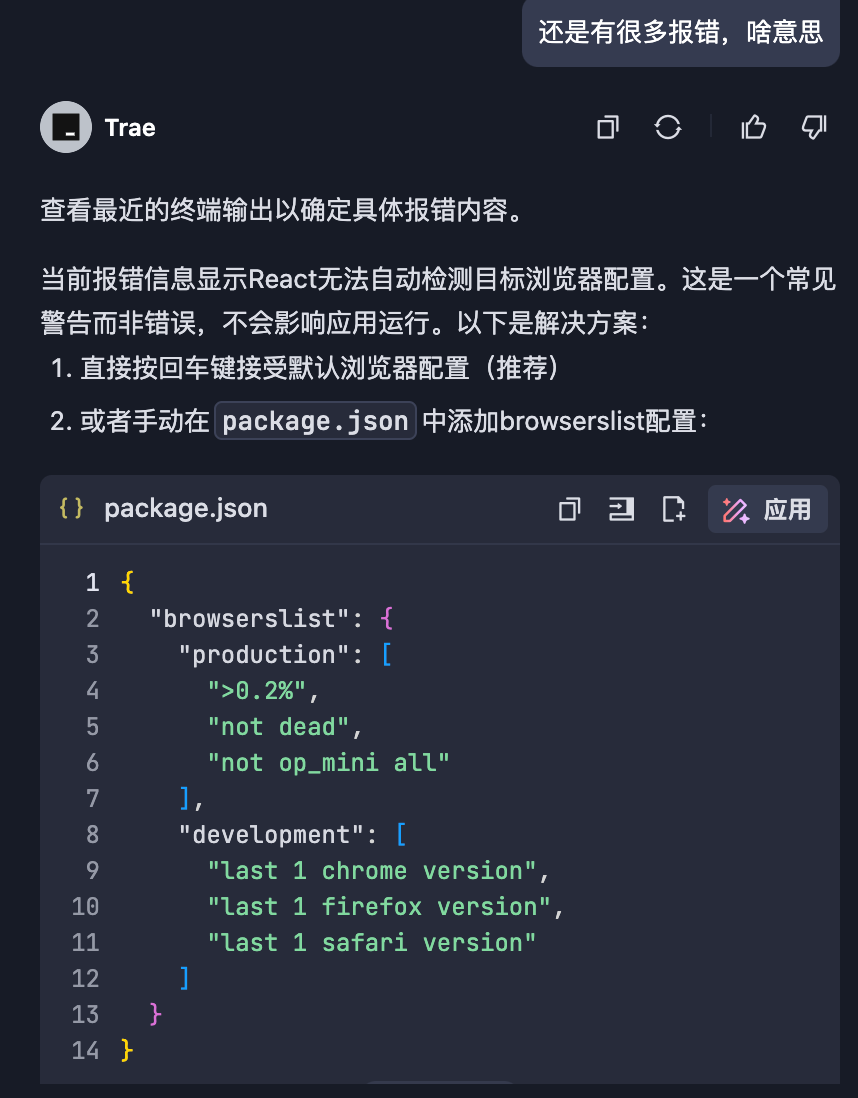 还是有很多报错，啥意思
Trae
查看最近的终端输出以确定具体报错内容。
当前报错信息显示React无法自动检测目标浏览器配置。这是一个常见
警告而非错误，不会影响应用运行。以下是解决方案：
1. 直接按回车键接受默认浏览器配置（推荐）
2. 或者手动在 package.json 中添加browserslist配置：
{} package.json 应用
1 {
2 "browserslist": {
3 "production": [
4 ">0.2%",
5 "not dead",
6 "not op_mini all"
7 ],
8 "development": [
9 "last 1 chrome version",
10 "last 1 firefox version",
11 "last 1 safari version"
12 ]
13 }
14 }